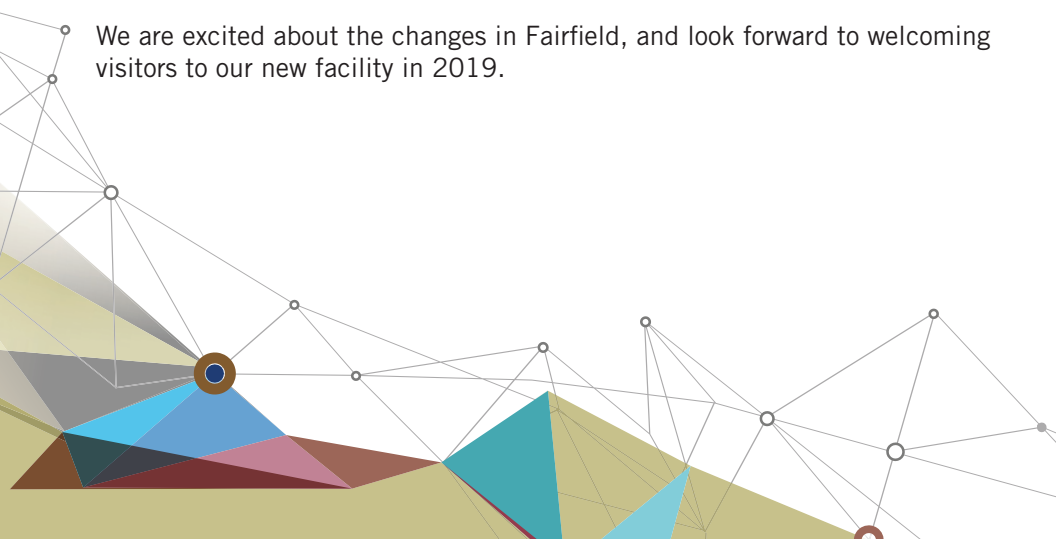 We are excited about the changes in Fairfield, and look forward to welcoming
visitors to our new facility in 2019.